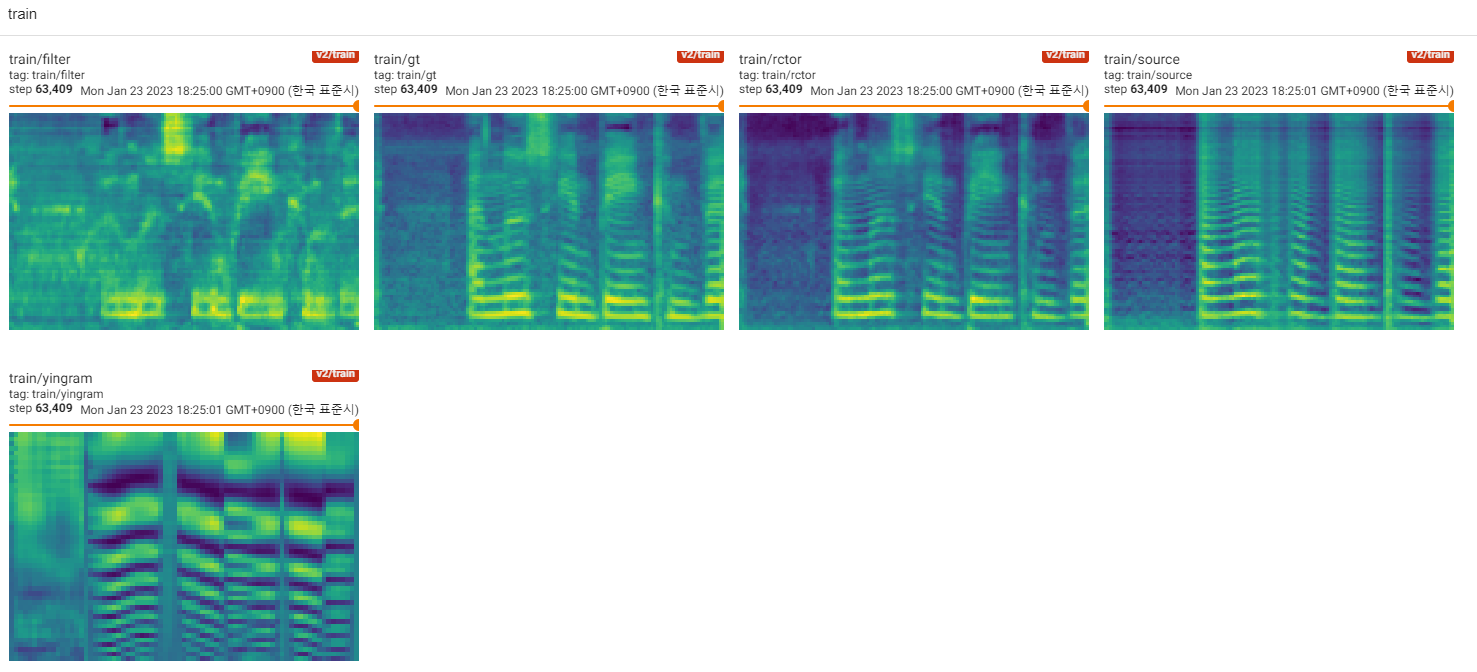 train
train/filter
v2/train
tag: train/filter
step 63,409 Mon Jan 23 2023 18:25:00 GMT+0900 (한국 표준시)
train/gt
v2/train
tag: train/gt
step 63,409 Mon Jan 23 2023 18:25:00 GMT+0900 (한국 표준시)
train/rctor
v2/train
tag: train/rctor
step 63,409 Mon Jan 23 2023 18:25:00 GMT+0900 (한국 표준시)
train/source
v2/train
tag: train/source
step 63,409 Mon Jan 23 2023 18:25:01 GMT+0900 (한국 표준시)
train/yingram
v2/train
tag: train/yingram
step 63,409 Mon Jan 23 2023 18:25:01 GMT+0900 (한국 표준시)